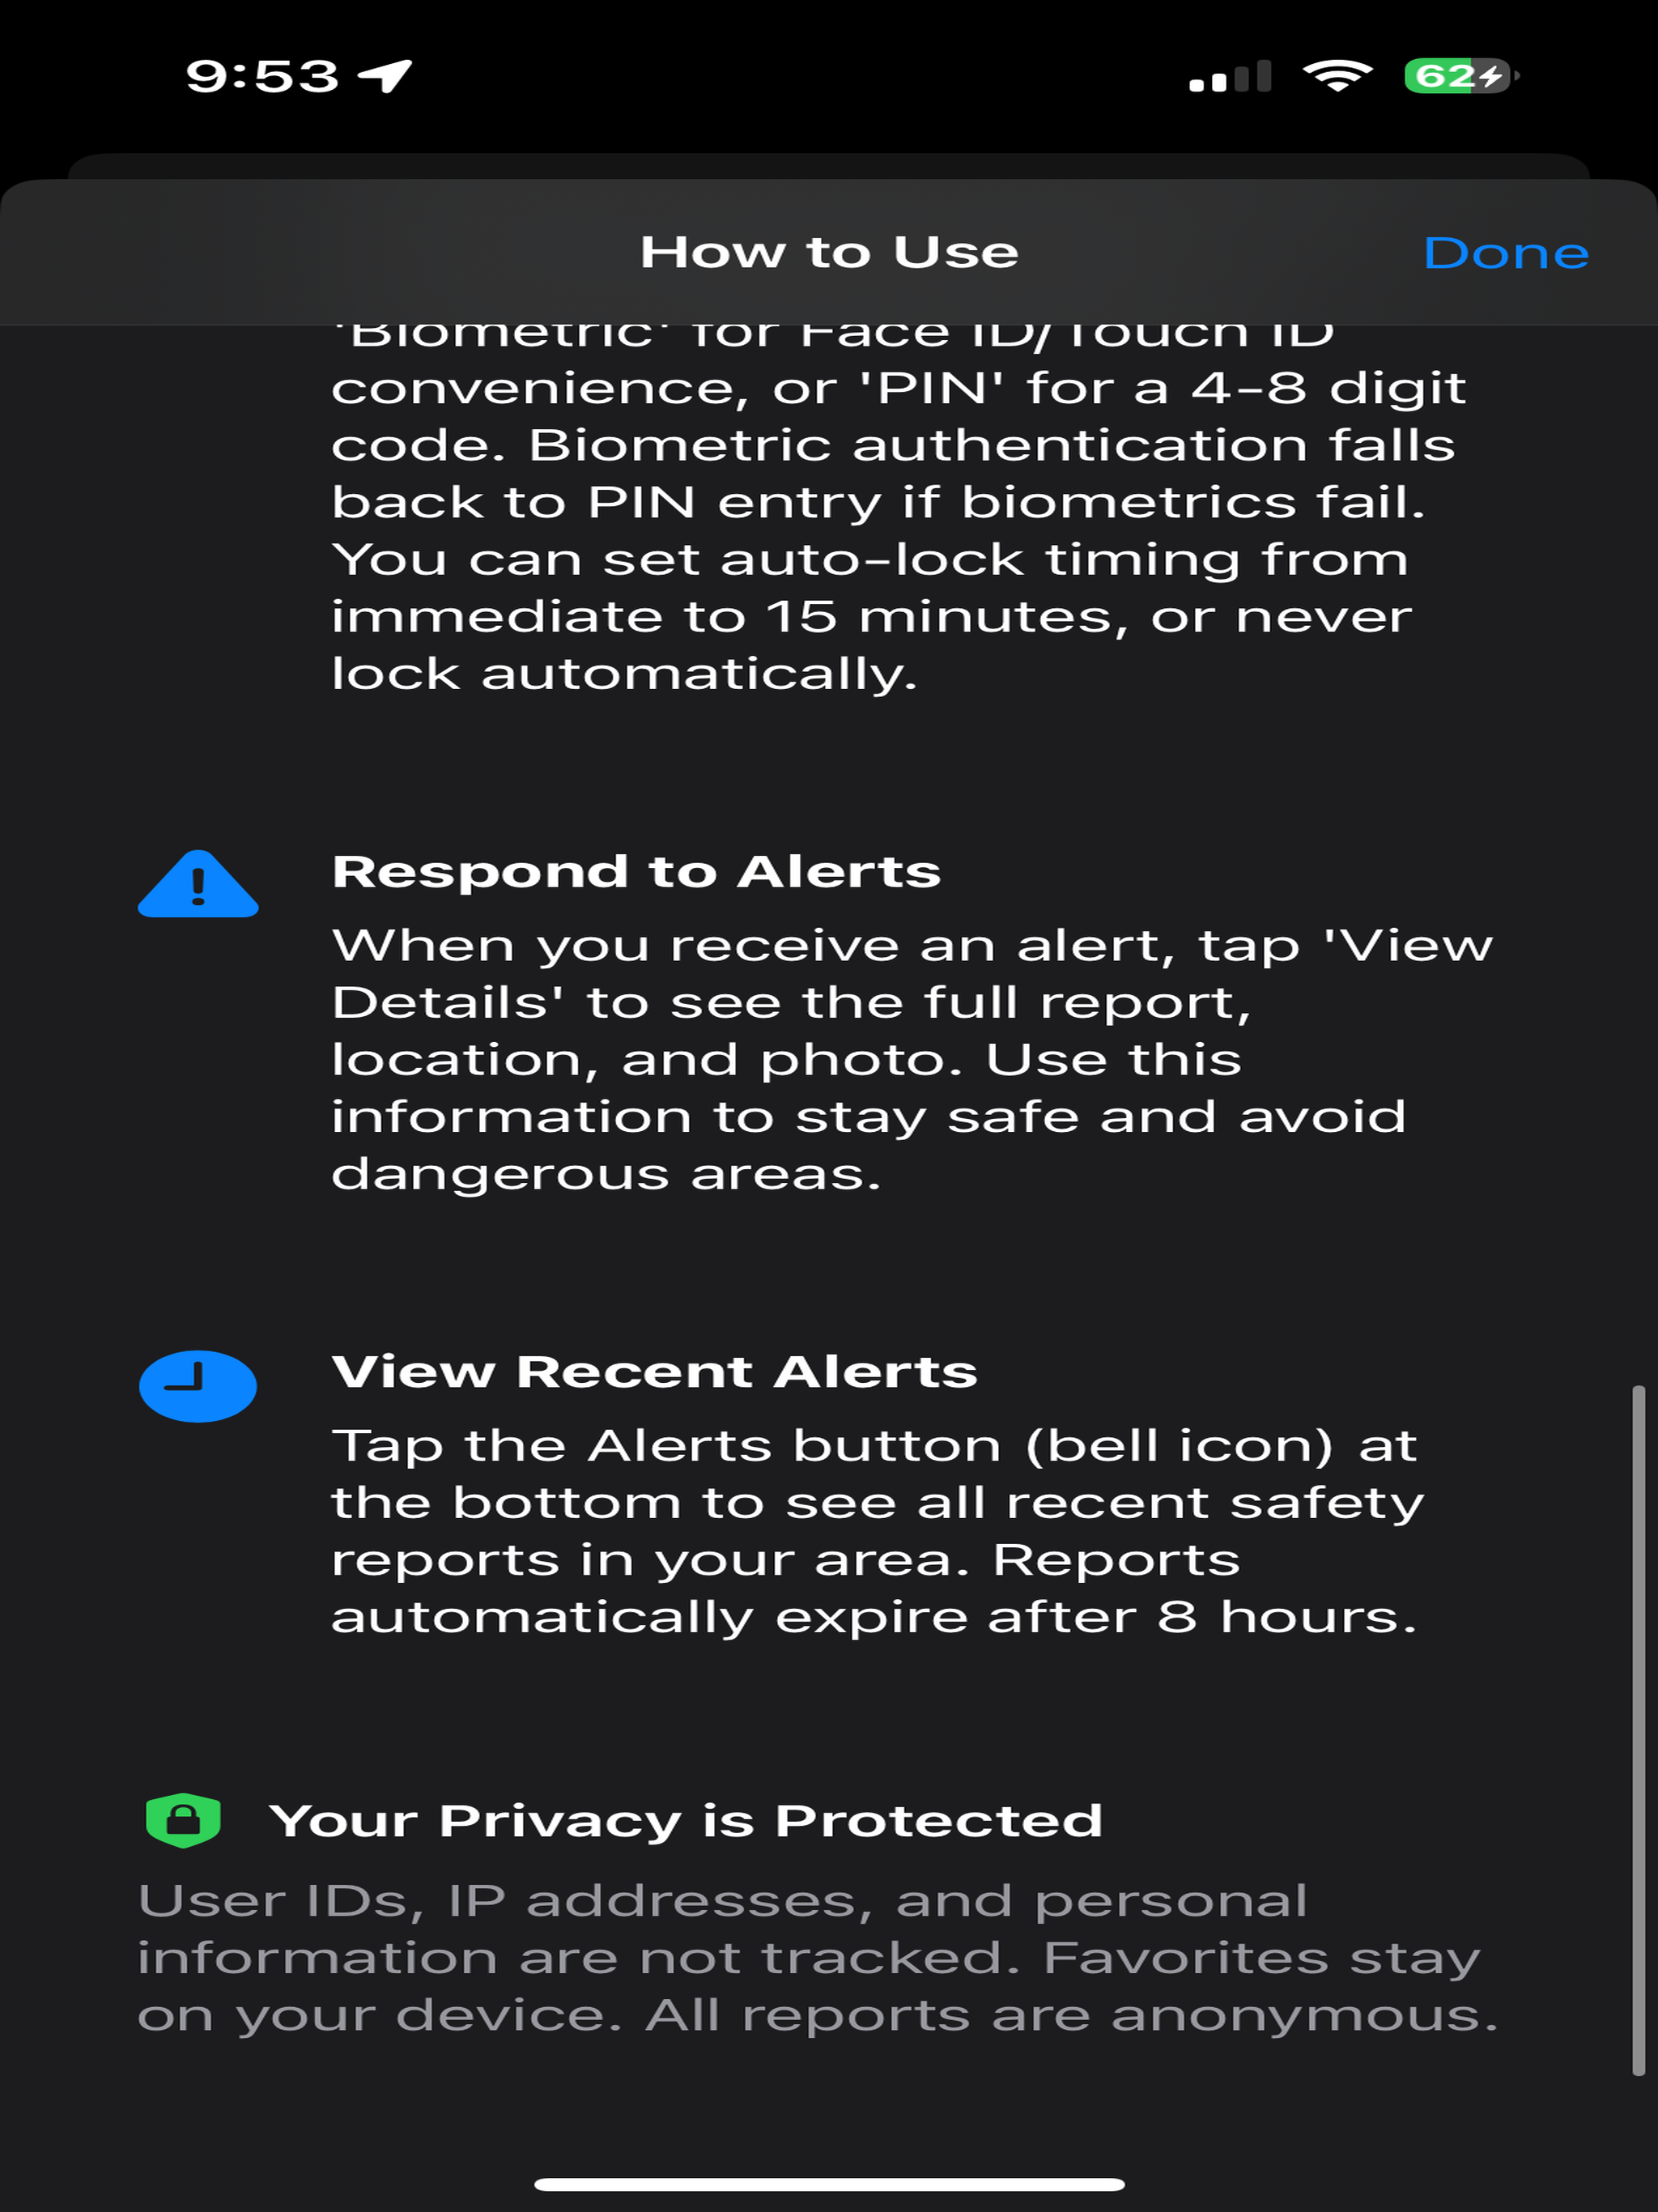 9:53
62
How to Use
Done
'Biometric' for Face ID/Touch ID
convenience, or 'PIN' for a 4-8 digit
code. Biometric authentication falls
back to PIN entry if biometrics fail.
You can set auto-lock timing from
immediate to 15 minutes, or never
lock automatically.
Respond to Alerts
When you receive an alert, tap 'View
Details' to see the full report,
location, and photo. Use this
information to stay safe and avoid
dangerous areas.
View Recent Alerts
Tap the Alerts button (bell icon) at
the bottom to see all recent safety
reports in your area. Reports
automatically expire after 8 hours.
Your Privacy is Protected
User IDs, IP addresses, and personal
information are not tracked. Favorites stay
on your device. All reports are anonymous.